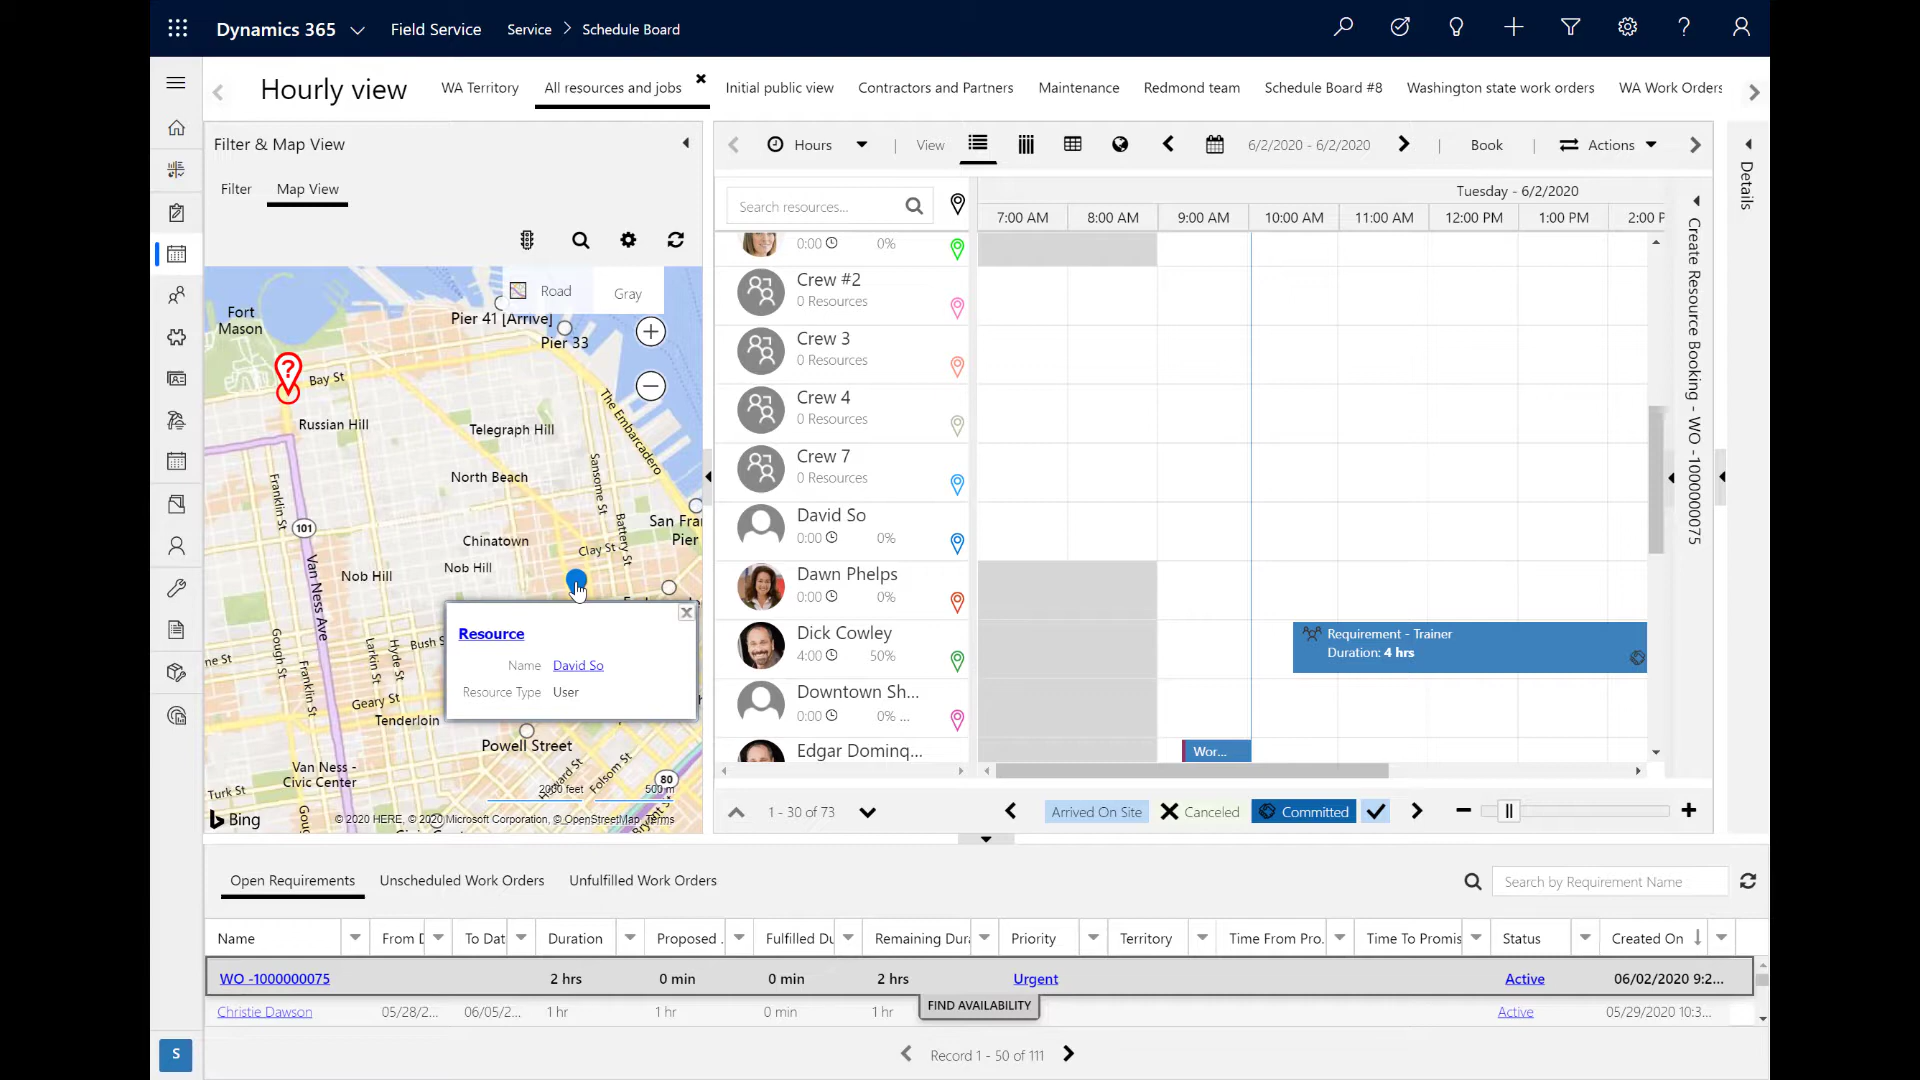 Dynamics 365
Field Service
Service
Schedule Board
Hourly view
WA Territory
All resources and jobs
Initial public view
Contractors and Partners
Maintenance
Redmond team
Schedule Board #8
Washington state work orders
WA Work Orders
Filter & Map View
Filter
Map View
Road
Gray
Fort
Mason
Pier 41 [Arrive]
Pier 33
Bay St
Russian Hill
Telegraph Hill
The Embarcadero
North Beach
Sansome St
Battery St
Franklin St
101
San Fra
Pier
Chinatown
Clay St
Nob Hill
Nob Hill
Van Ness Ave
Resource
Name David So
Resource Type User
Gough St
Franklin St
Larkin St
Hyde St
Bush St
ne St
Geary St
Tenderloin
Powell Street
Van Ness -
Civic Center
Turk St
Folsom St
80
2000 feet
500 m
Bing
© 2020 HERE, © 2020 Microsoft Corporation, © OpenStreetMap Terms
Hours
View
6/2/2020 - 6/2/2020
Book
Actions
Details
Create Resource Booking - WO -1000000075
Search resources...
Tuesday - 6/2/2020
7:00 AM
8:00 AM
9:00 AM
10:00 AM
11:00 AM
12:00 PM
1:00 PM
2:00 P
0:00 0%
Crew #2
0 Resources
Crew 3
0 Resources
Crew 4
0 Resources
Crew 7
0 Resources
David So
0:00 0%
Dawn Phelps
0:00 0%
Dick Cowley
4:00 50%
Requirement - Trainer
Duration: 4 hrs
Downtown Sh...
0:00 0% ...
Edgar Dominq...
Wor...
1 - 30 of 73
Arrived On Site
Canceled
Committed
Open Requirements
Unscheduled Work Orders
Unfulfilled Work Orders
Search by Requirement Name
Name
From D
To Dat
Duration
Proposed .
Fulfilled Du
Remaining Dura
Priority
Territory
Time From Pro.
Time To Promis
Status
Created On
WO -1000000075 2 hrs 0 min 0 min 2 hrs Urgent Active 06/02/2020 9:2...
FIND AVAILABILITY
Christie Dawson 05/28/2... 06/05/2... 1 hr 1 hr 0 min 1 hr Active 05/29/2020 10:3...
S
Record 1 - 50 of 111